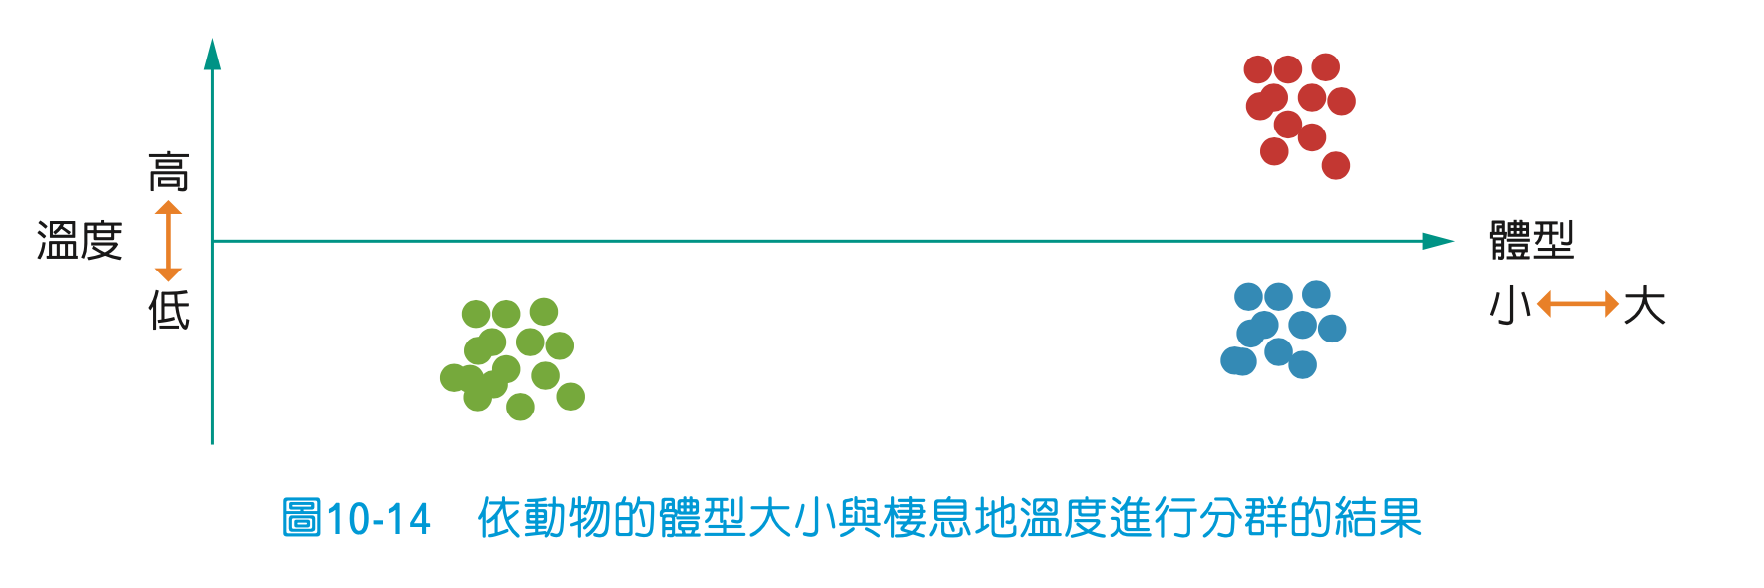 高
溫度
低
體型
小
大
圖10-14 依動物的體型大小與棲息地溫度進行分群的結果